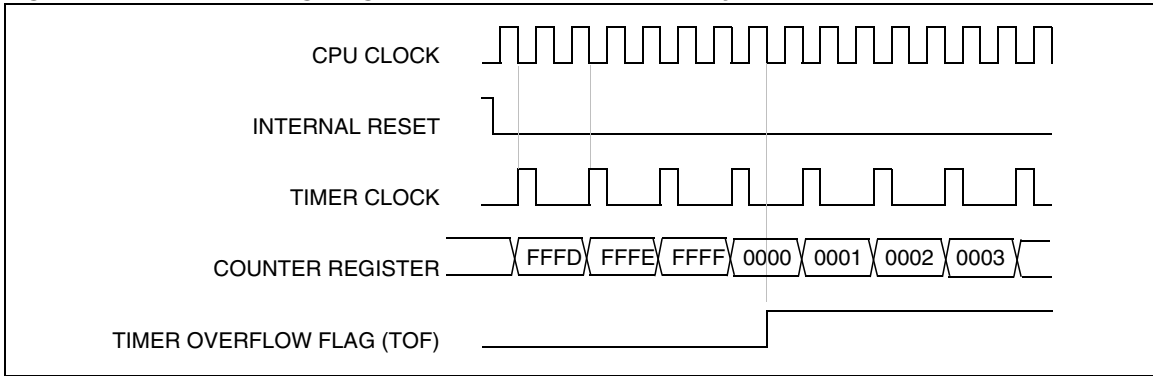 CPU CLOCK
INTERNAL RESET
TIMER CLOCK
COUNTER REGISTER FFFD FFFE FFFF 0000 0001 0002 0003
TIMER OVERFLOW FLAG (TOF)